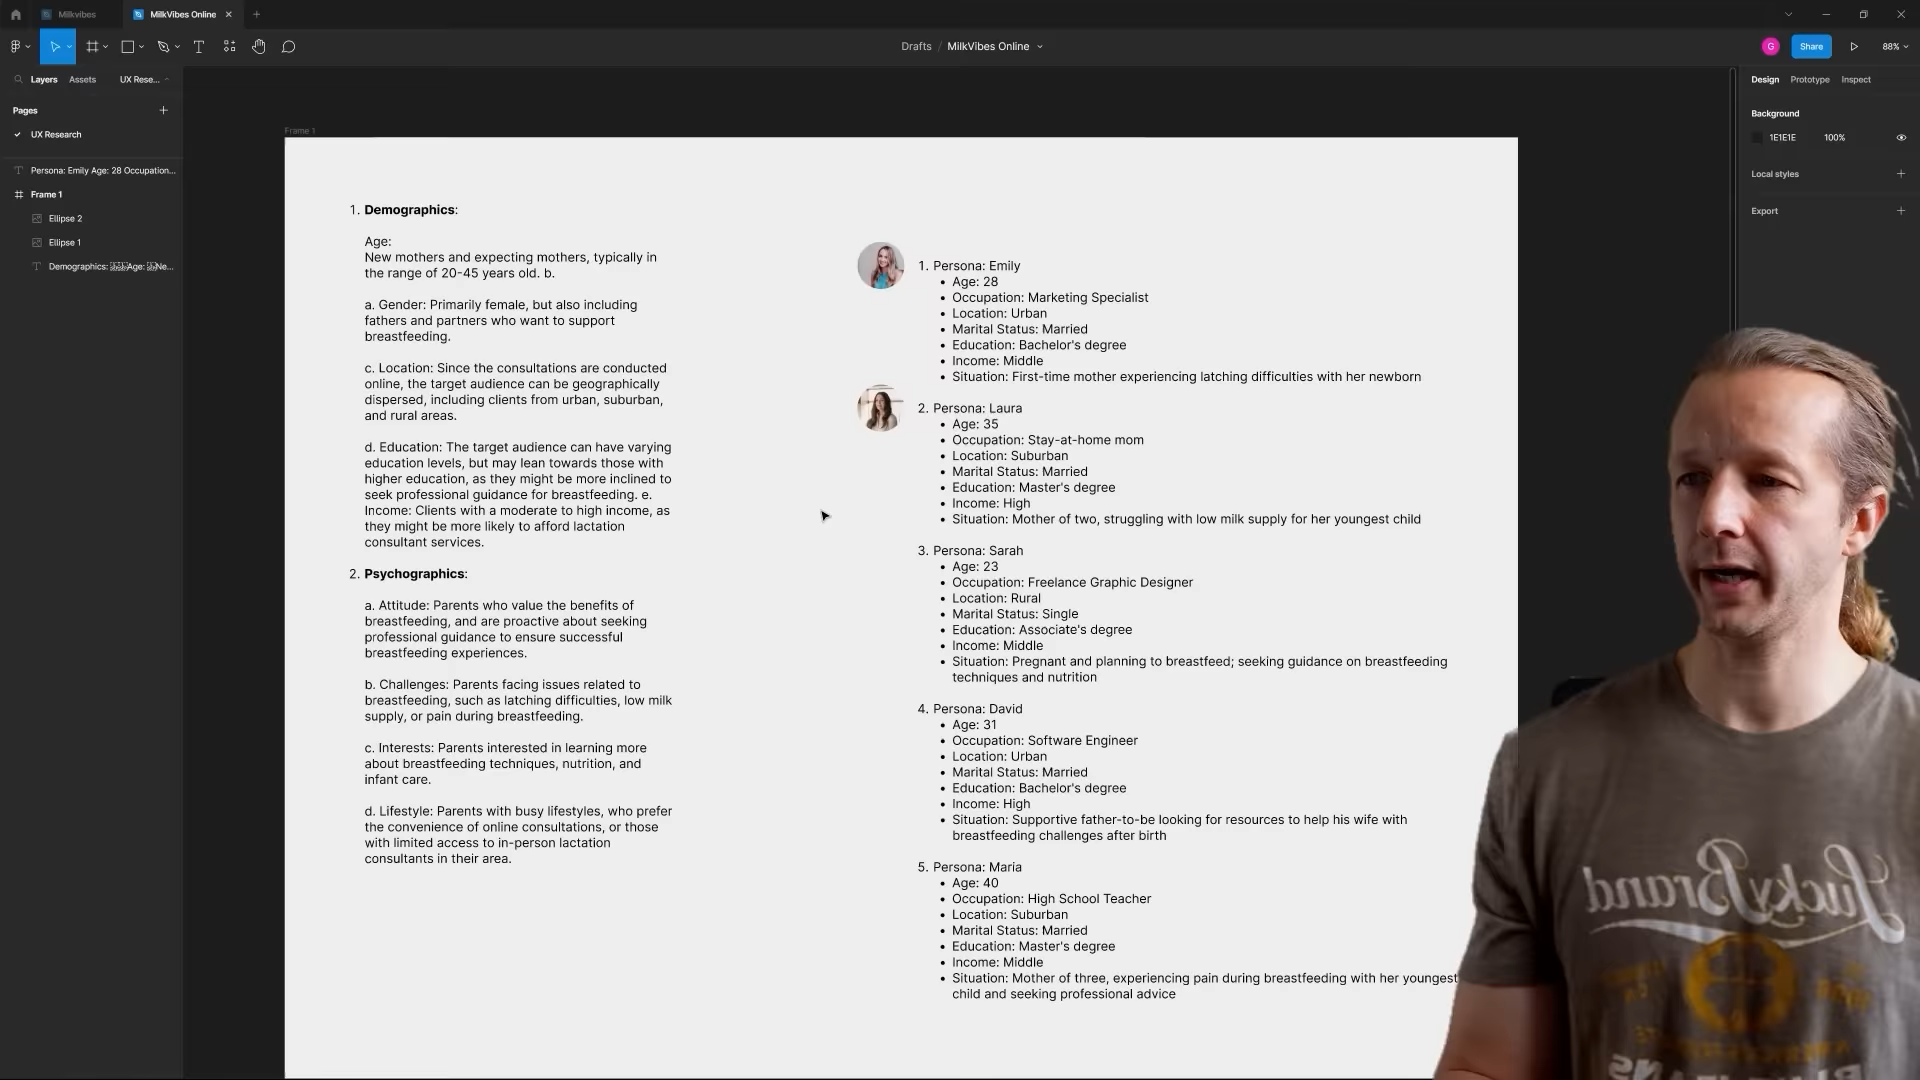 Milkvibes
MilkVibes Online
Drafts / MilkVibes Online
G
Share
88%
Layers
Assets
UX Rese...
Design
Prototype
Inspect
Pages
UX Research
Background
1E1E1E
100%
Persona: Emily Age: 28 Occupation...
Local styles
Frame 1
Export
Ellipse 2
Ellipse 1
Demographics: Age: Ne...
Frame 1
1. Demographics:
Age:
New mothers and expecting mothers, typically in
the range of 20-45 years old. b.
a. Gender: Primarily female, but also including
fathers and partners who want to support
breastfeeding.
c. Location: Since the consultations are conducted
online, the target audience can be geographically
dispersed, including clients from urban, suburban,
and rural areas.
d. Education: The target audience can have varying
education levels, but may lean towards those with
higher education, as they might be more inclined to
seek professional guidance for breastfeeding. e.
Income: Clients with a moderate to high income, as
they might be more likely to afford lactation
consultant services.
2. Psychographics:
a. Attitude: Parents who value the benefits of
breastfeeding, and are proactive about seeking
professional guidance to ensure successful
breastfeeding experiences.
b. Challenges: Parents facing issues related to
breastfeeding, such as latching difficulties, low milk
supply, or pain during breastfeeding.
c. Interests: Parents interested in learning more
about breastfeeding techniques, nutrition, and
infant care.
d. Lifestyle: Parents with busy lifestyles, who prefer
the convenience of online consultations, or those
with limited access to in-person lactation
consultants in their area.
1. Persona: Emily
• Age: 28
• Occupation: Marketing Specialist
• Location: Urban
• Marital Status: Married
• Education: Bachelor's degree
• Income: Middle
• Situation: First-time mother experiencing latching difficulties with her newborn
2. Persona: Laura
• Age: 35
• Occupation: Stay-at-home mom
• Location: Suburban
• Marital Status: Married
• Education: Master's degree
• Income: High
• Situation: Mother of two, struggling with low milk supply for her youngest child
3. Persona: Sarah
• Age: 23
• Occupation: Freelance Graphic Designer
• Location: Rural
• Marital Status: Single
• Education: Associate's degree
• Income: Middle
• Situation: Pregnant and planning to breastfeed; seeking guidance on breastfeeding
techniques and nutrition
4. Persona: David
• Age: 31
• Occupation: Software Engineer
• Location: Urban
• Marital Status: Married
• Education: Bachelor's degree
• Income: High
• Situation: Supportive father-to-be looking for resources to help his wife with
breastfeeding challenges after birth
5. Persona: Maria
• Age: 40
• Occupation: High School Teacher
• Location: Suburban
• Marital Status: Married
• Education: Master's degree
• Income: Middle
• Situation: Mother of three, experiencing pain during breastfeeding with her youngest
child and seeking professional advice
Lucky Brand